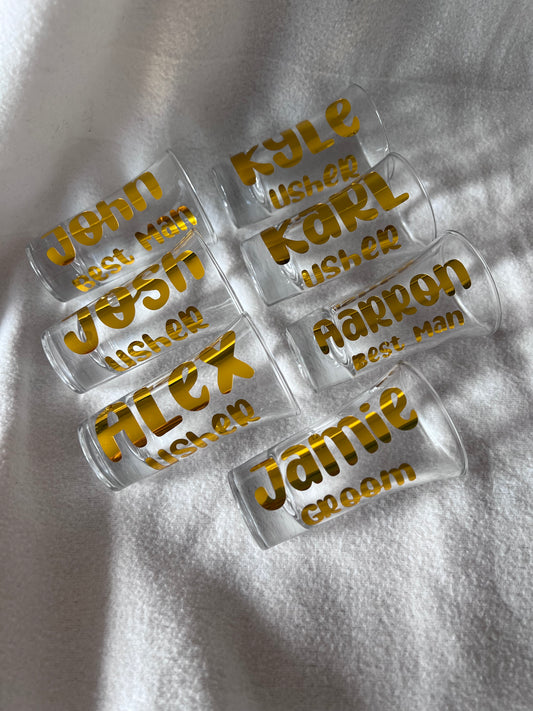 Kyle
Usher
John
Best Man
Karl
Usher
Josh
Usher
Aarron
Best Man
Alex
Usher
Jamie
Groom